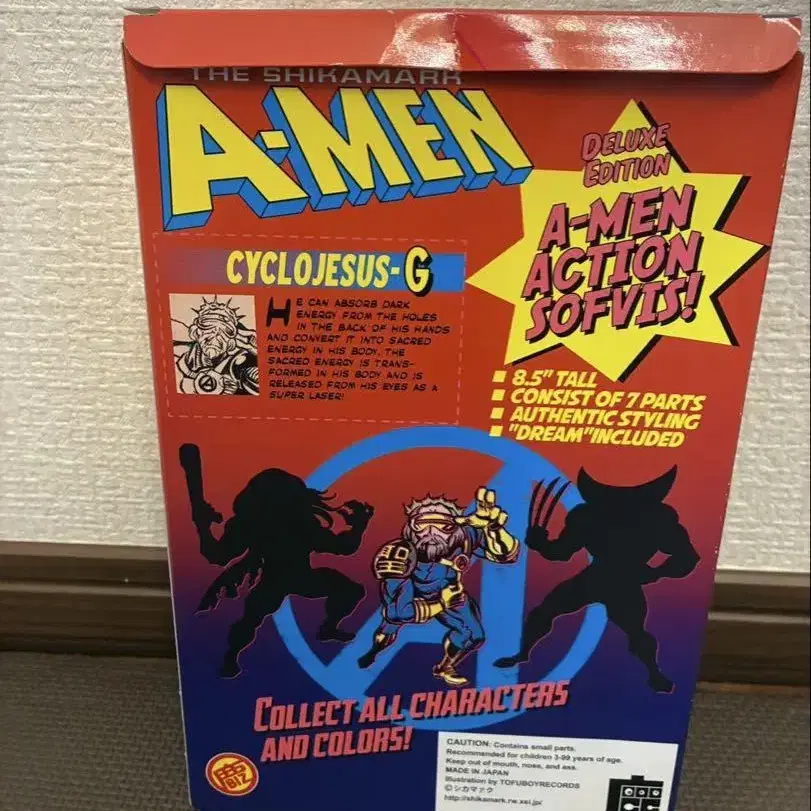 THE SHIKAMARK
A-MEN
DELUXE
EDITION
A-MEN
ACTION
SOFVIS!
CYCLOJESUS-G
HE CAN ABSORB DARK
ENERGY FROM THE HOLES
IN THE BACK OF HIS HANDS
AND CONVERT IT INTO SACRED
ENERGY IN HIS BODY. THE
SACRED ENERGY IS TRANS-
FORMED IN HIS BODY AND IS
RELEASED FROM HIS EYES AS A
SUPER LASER!
8.5" TALL
CONSIST OF 7 PARTS
AUTHENTIC STYLING
"DREAM"INCLUDED
COLLECT ALL CHARACTERS
AND COLORS!
BIZ
CAUTION: Contains small parts.
Recommended for children 3-99 years of age.
Keep out of mouth, nose, and ass.
MADE IN JAPAN
Illustration by TOFUBOYRECORDS
©シカマァク
http://shikamark.rw.xsi.jp/